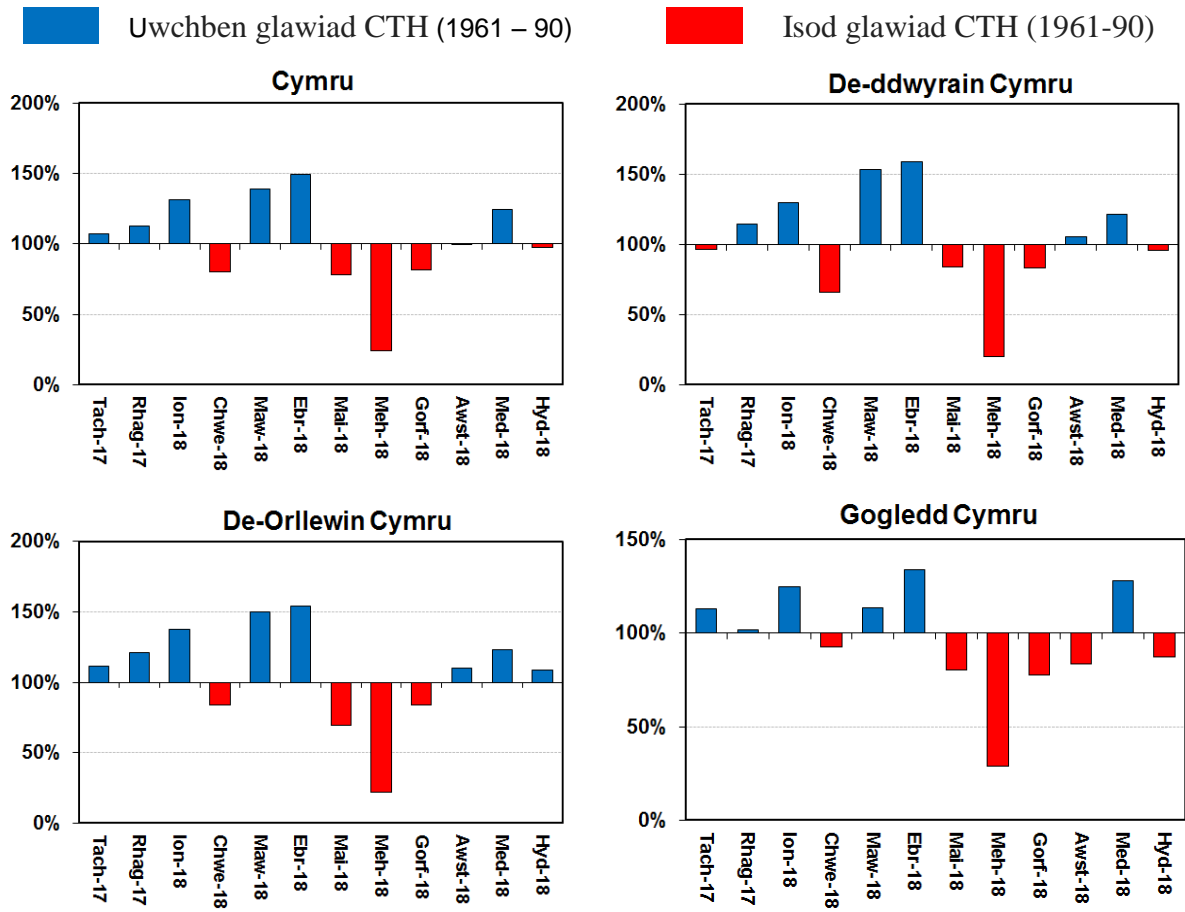 Uwchben glawiad CTH (1961 – 90)
Isod glawiad CTH (1961-90)
Cymru
200%
150%
100%
50%
0%
Tach-17
Rhag-17
Ion-18
Chwe-18
Maw-18
Ebr-18
Mai-18
Meh-18
Gorf-18
Awst-18
Med-18
Hyd-18
De-ddwyrain Cymru
200%
150%
100%
50%
0%
Tach-17
Rhag-17
Ion-18
Chwe-18
Maw-18
Ebr-18
Mai-18
Meh-18
Gorf-18
Awst-18
Med-18
Hyd-18
De-Orllewin Cymru
200%
150%
100%
50%
0%
Tach-17
Rhag-17
Ion-18
Chwe-18
Maw-18
Ebr-18
Mai-18
Meh-18
Gorf-18
Awst-18
Med-18
Hyd-18
Gogledd Cymru
150%
100%
50%
0%
Tach-17
Rhag-17
Ion-18
Chwe-18
Maw-18
Ebr-18
Mai-18
Meh-18
Gorf-18
Awst-18
Med-18
Hyd-18